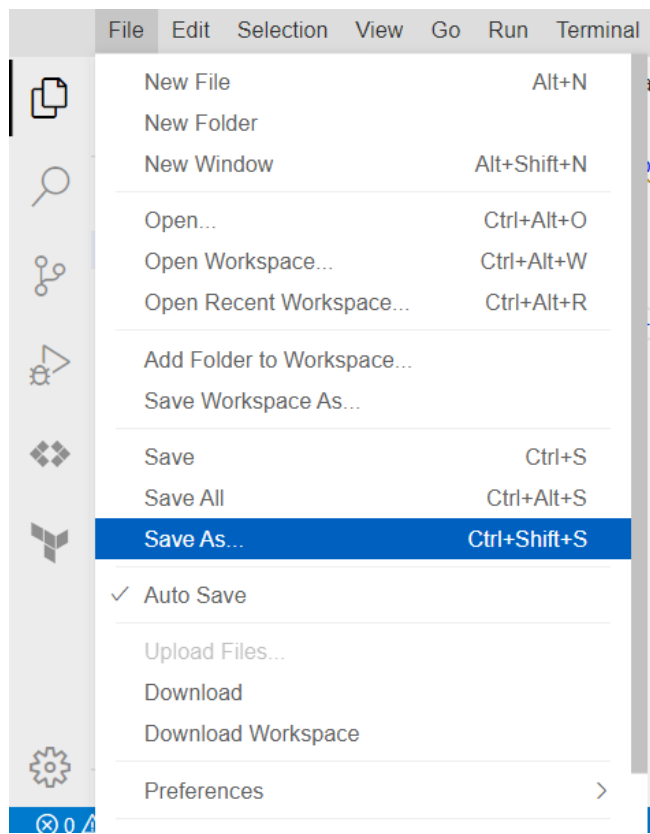 File Edit Selection View Go Run Terminal
New File Alt+N
New Folder
New Window Alt+Shift+N
Open... Ctrl+Alt+O
Open Workspace... Ctrl+Alt+W
Open Recent Workspace... Ctrl+Alt+R
Add Folder to Workspace...
Save Workspace As...
Save Ctrl+S
Save All Ctrl+Alt+S
Save As... Ctrl+Shift+S
Auto Save
Upload Files...
Download
Download Workspace
Preferences
0